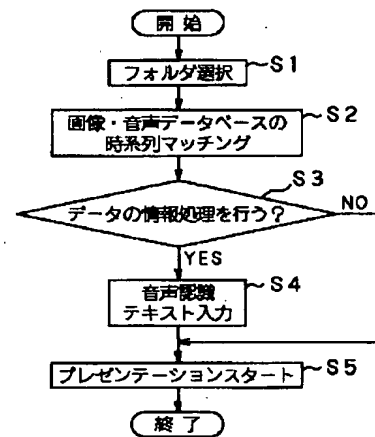 開始
フォルダ選択
S1
画像・音声データベースの
時系列マッチング
S2
S3
データの情報処理を行う?
NO
YES
音声認識
テキスト入力
S4
プレゼンテーションスタート
S5
終了